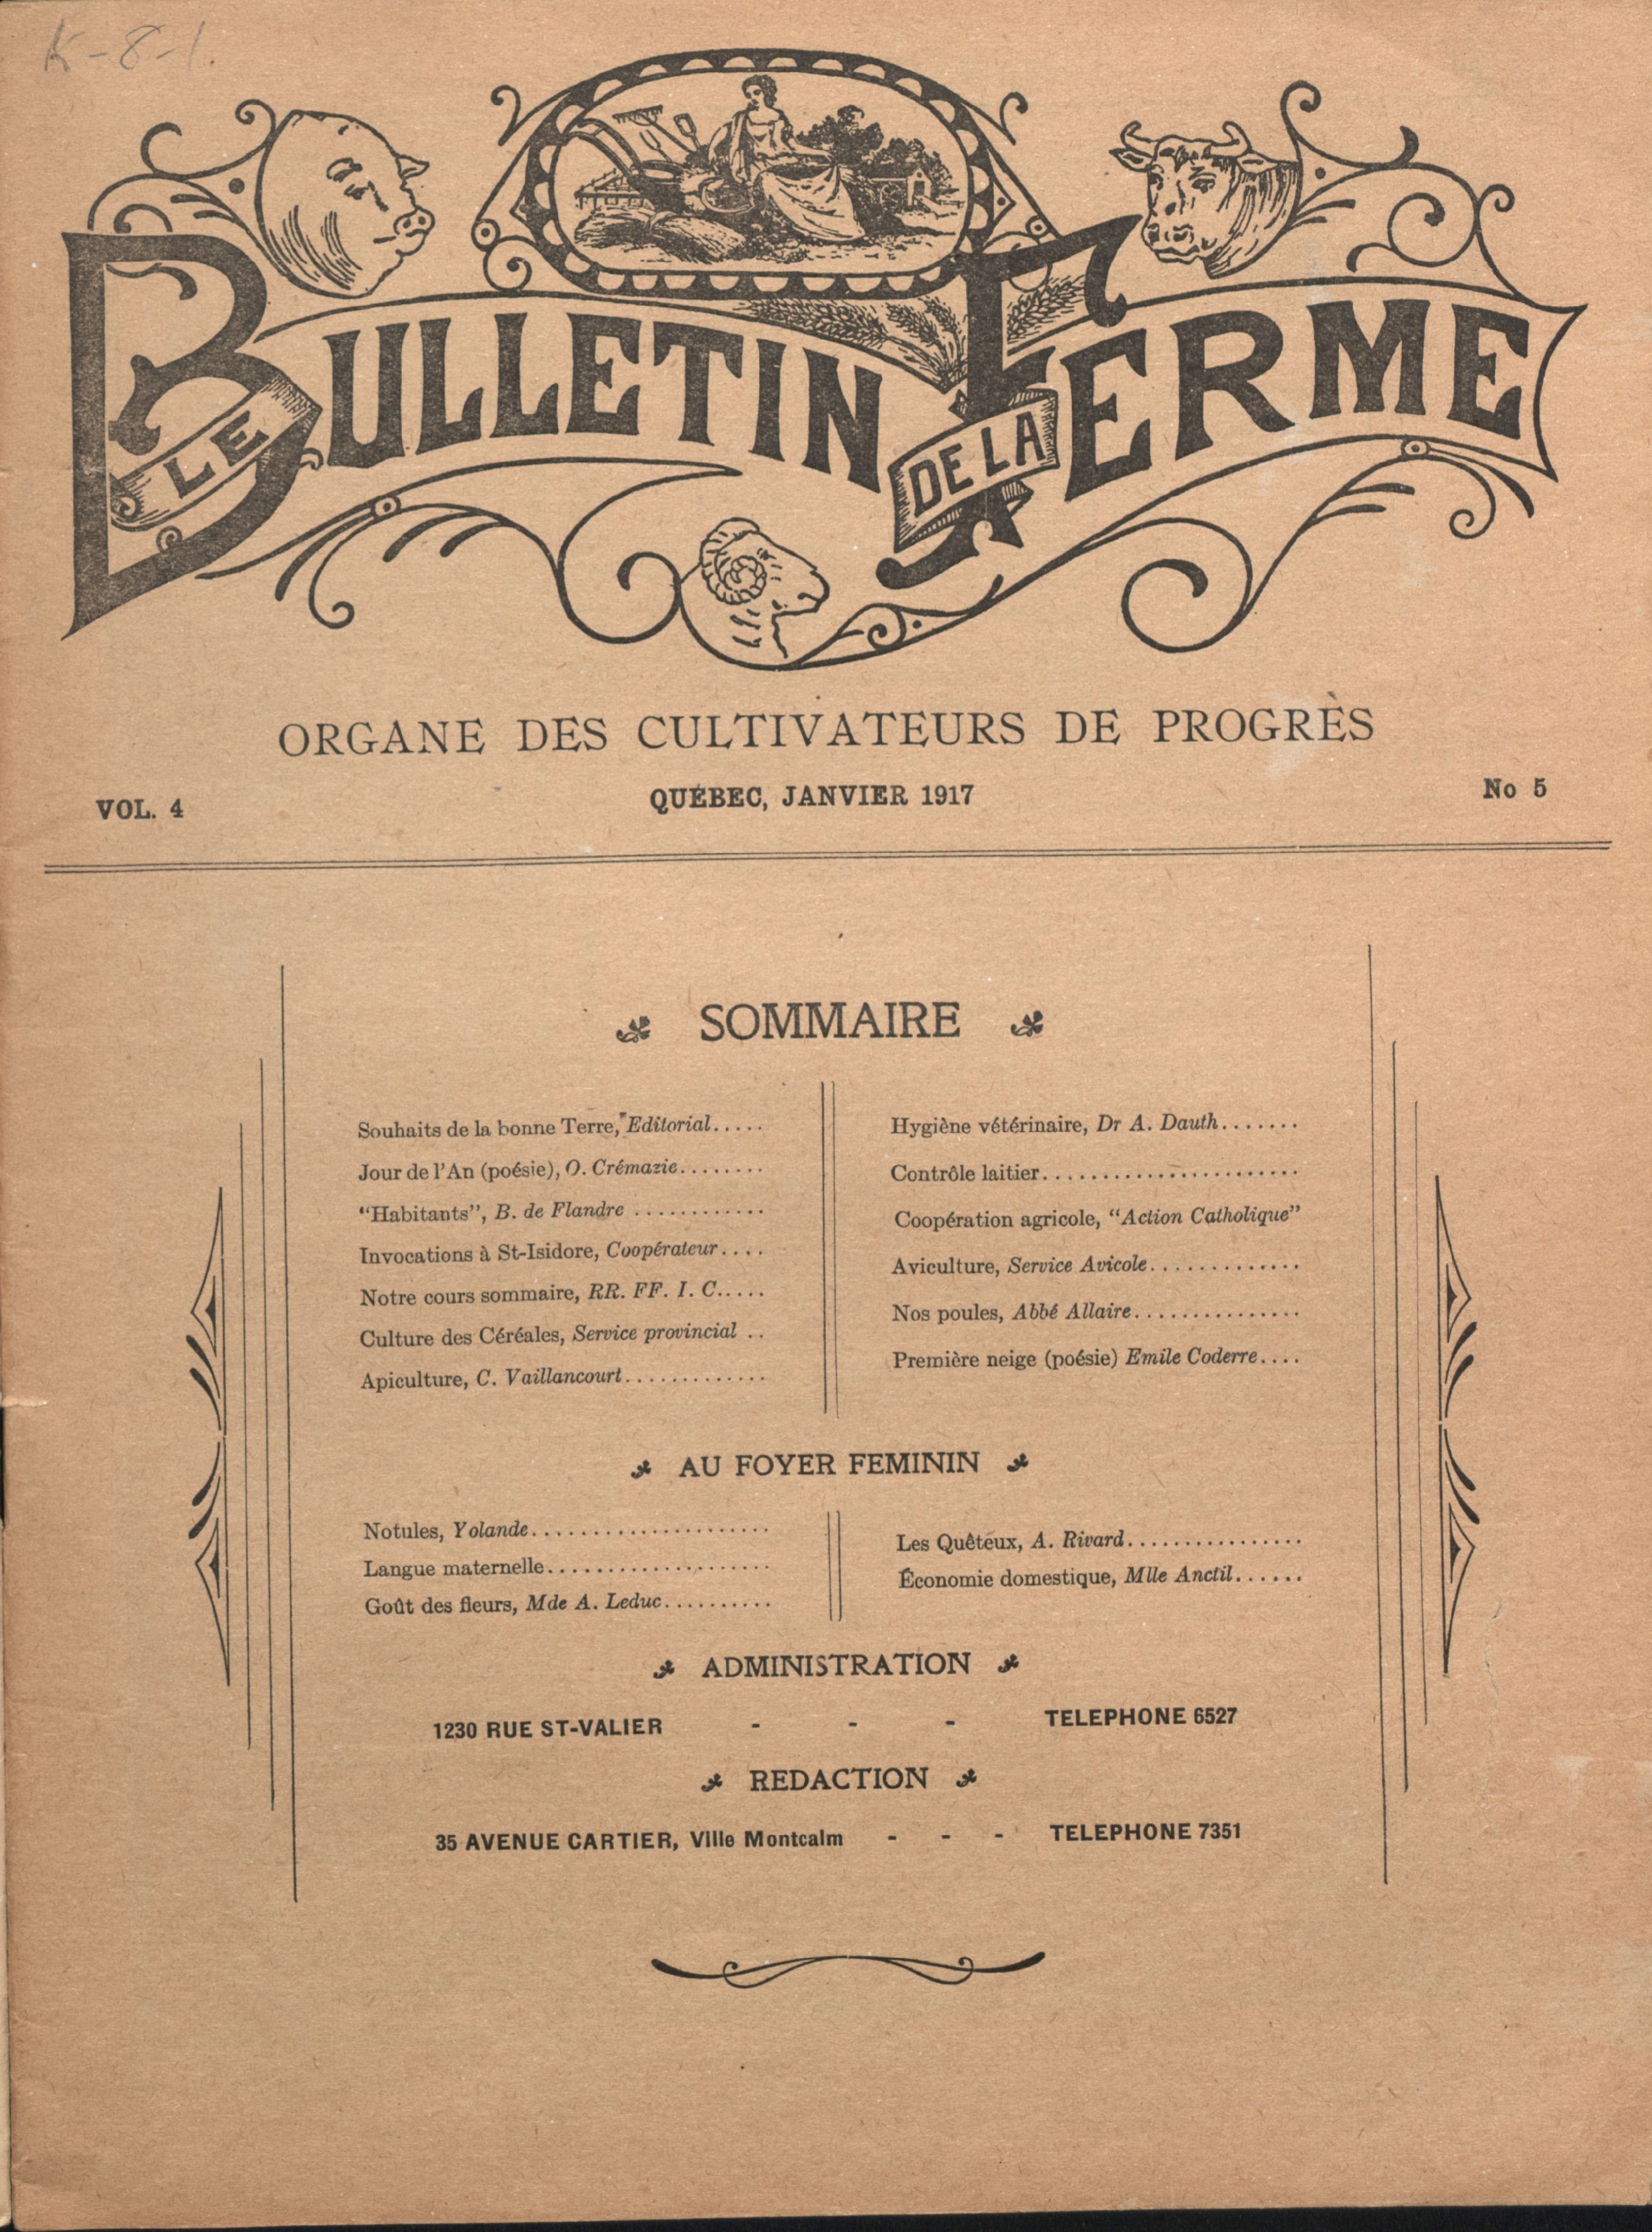 K-8-1.
LE BULLETIN DE LA FERME
ORGANE DES CULTIVATEURS DE PROGRÈS
VOL. 4
QUÉBEC, JANVIER 1917
No 5
SOMMAIRE
Souhaits de la bonne Terre, Editorial.....
Jour de l'An (poésie), O. Crémazie........
"Habitants", B. de Flandre ............
Invocations à St-Isidore, Coopérateur....
Notre cours sommaire, RR. FF. I. C.....
Culture des Céréales, Service provincial ..
Apiculture, C. Vaillancourt.............
Hygiène vétérinaire, Dr A. Dauth.......
Contrôle laitier......................
Coopération agricole, "Action Catholique"
Aviculture, Service Avicole.............
Nos poules, Abbé Allaire...............
Première neige (poésie) Emile Coderre....
AU FOYER FEMININ
Notules, Yolande......................
Langue maternelle.....................
Goût des fleurs, Mde A. Leduc..........
Les Quêteux, A. Rivard................
Économie domestique, Mlle Anctil......
ADMINISTRATION
1230 RUE ST-VALIER - - - TELEPHONE 6527
REDACTION
35 AVENUE CARTIER, Ville Montcalm - - - TELEPHONE 7351